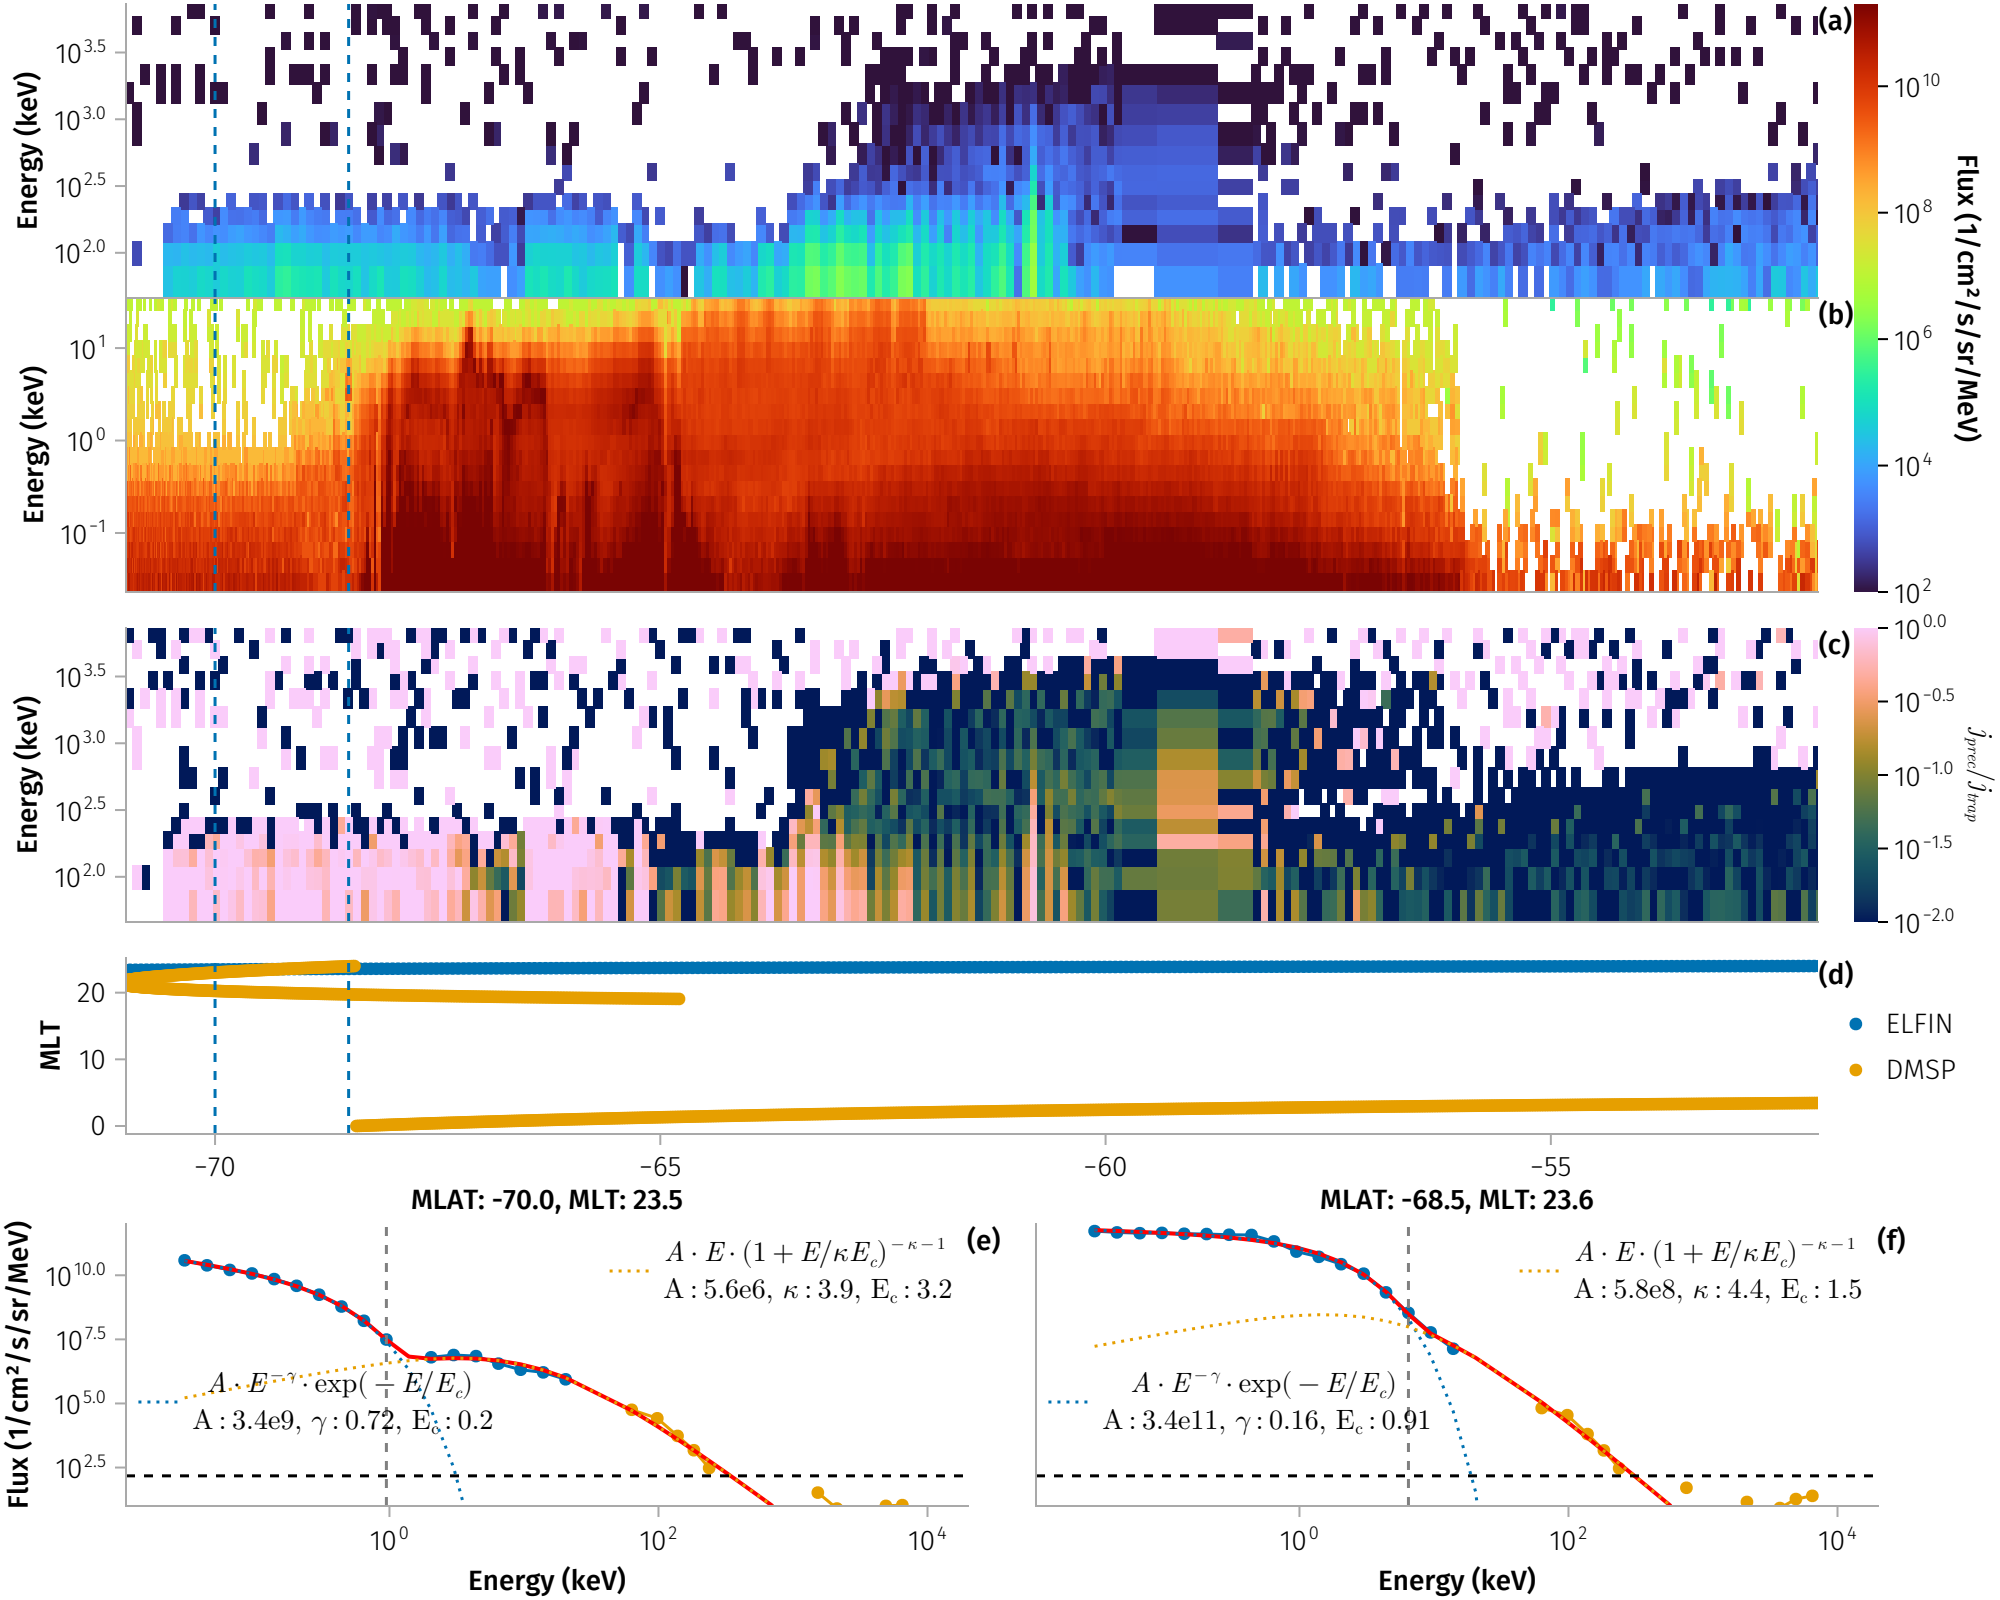 (a)
Energy (keV)
10^3.5
10^3.0
10^2.5
10^2.0
(b)
Energy (keV)
10^1
10^0
10^−1
Flux (1/cm²/s/sr/MeV)
10^10
10^8
10^6
10^4
10^2
(c)
Energy (keV)
10^3.5
10^3.0
10^2.5
10^2.0
10^0.0
10^−0.5
10^−1.0
10^−1.5
10^−2.0
j_prec/j_trap
(d)
MLT
20
10
0
ELFIN
DMSP
−70 −65 −60 −55
MLAT: -70.0, MLT: 23.5
(e)
Flux (1/cm²/s/sr/MeV)
10^10.0
10^7.5
10^5.0
10^2.5
A · E · (1 + E/κE_c)^−κ−1
A : 5.6e6, κ : 3.9, E_c : 3.2
A · E^−γ · exp( − E/E_c)
A : 3.4e9, γ : 0.72, E_c : 0.2
10^0 10^2 10^4
Energy (keV)
MLAT: -68.5, MLT: 23.6
(f)
A · E · (1 + E/κE_c)^−κ−1
A : 5.8e8, κ : 4.4, E_c : 1.5
A · E^−γ · exp( − E/E_c)
A : 3.4e11, γ : 0.16, E_c : 0.91
10^0 10^2 10^4
Energy (keV)